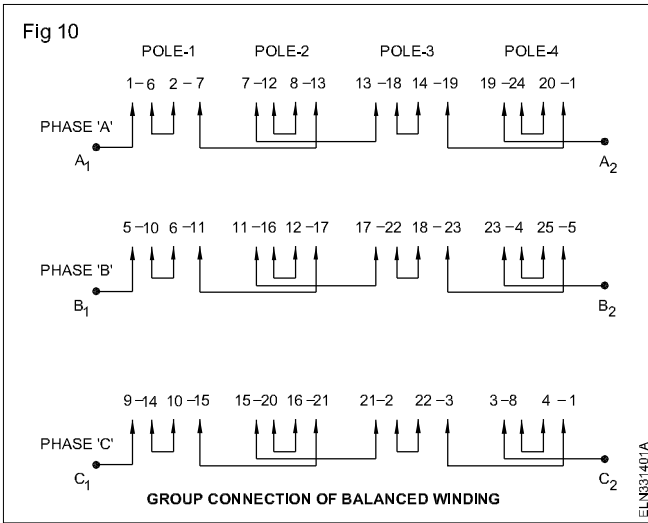 Fig 10
POLE-1 POLE-2 POLE-3 POLE-4
1–6 2–7 7–12 8–13 13–18 14–19 19–24 20–1
PHASE 'A'
A1 A2
5–10 6–11 11–16 12–17 17–22 18–23 23–4 25–5
PHASE 'B'
B1 B2
9–14 10–15 15–20 16–21 21–2 22–3 3–8 4–1
PHASE 'C'
C1 C2
GROUP CONNECTION OF BALANCED WINDING
ELN331401A